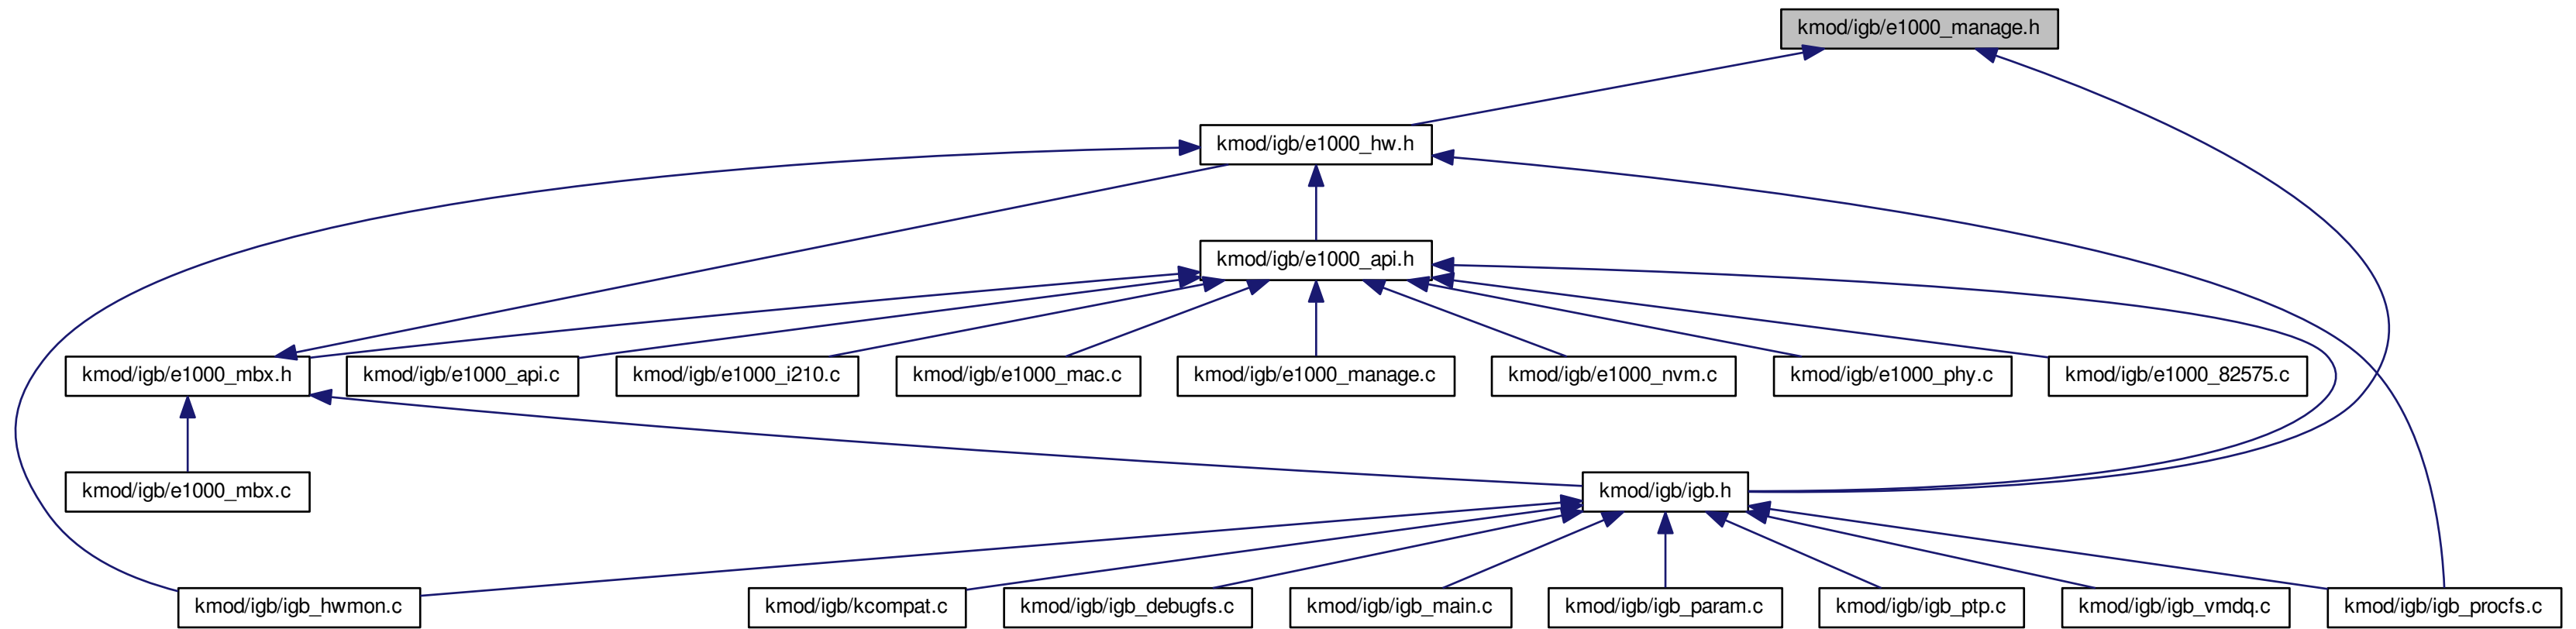 kmod/igb/e1000_manage.h
kmod/igb/e1000_hw.h
kmod/igb/e1000_api.h
kmod/igb/e1000_mbx.h
kmod/igb/e1000_api.c
kmod/igb/e1000_i210.c
kmod/igb/e1000_mac.c
kmod/igb/e1000_manage.c
kmod/igb/e1000_nvm.c
kmod/igb/e1000_phy.c
kmod/igb/e1000_82575.c
kmod/igb/e1000_mbx.c
kmod/igb/igb.h
kmod/igb/igb_hwmon.c
kmod/igb/kcompat.c
kmod/igb/igb_debugfs.c
kmod/igb/igb_main.c
kmod/igb/igb_param.c
kmod/igb/igb_ptp.c
kmod/igb/igb_vmdq.c
kmod/igb/igb_procfs.c